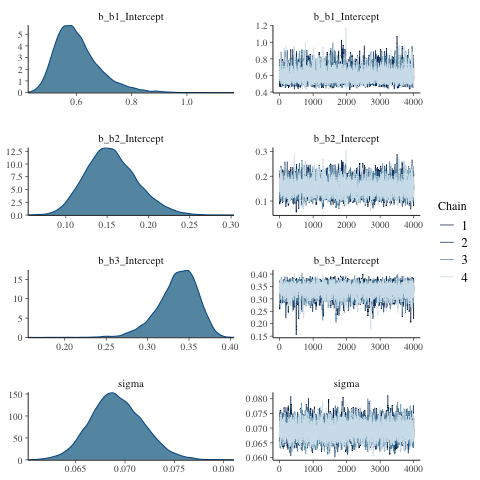 b_b1_Intercept
5
4
3
2
1
0
0.6 0.8 1.0
b_b1_Intercept
1.2
1.0
0.8
0.6
0.4
0 1000 2000 3000 4000
b_b2_Intercept
12.5
10.0
7.5
5.0
2.5
0.0
0.10 0.15 0.20 0.25 0.30
b_b2_Intercept
0.3
0.2
0.1
0 1000 2000 3000 4000
b_b3_Intercept
15
10
5
0
0.20 0.25 0.30 0.35 0.40
b_b3_Intercept
0.40
0.35
0.30
0.25
0.20
0.15
0 1000 2000 3000 4000
sigma
150
100
50
0
0.065 0.070 0.075 0.080
sigma
0.080
0.075
0.070
0.065
0.060
0 1000 2000 3000 4000
Chain
1
2
3
4